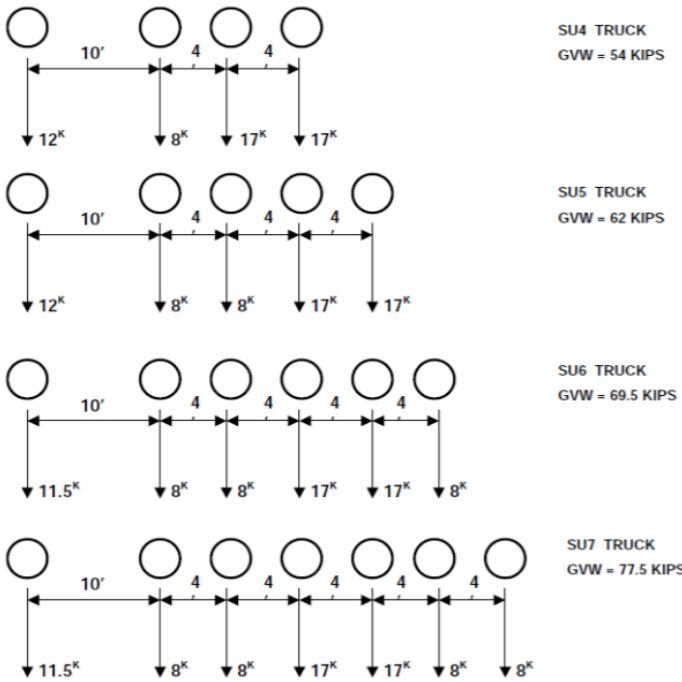 SU4 TRUCK
GVW = 54 KIPS
10' 4' 4'
12K 8K 17K 17K
SU5 TRUCK
GVW = 62 KIPS
10' 4' 4' 4'
12K 8K 8K 17K 17K
SU6 TRUCK
GVW = 69.5 KIPS
10' 4' 4' 4' 4'
11.5K 8K 8K 17K 17K 8K
SU7 TRUCK
GVW = 77.5 KIPS
10' 4' 4' 4' 4' 4'
11.5K 8K 8K 17K 17K 8K 8K